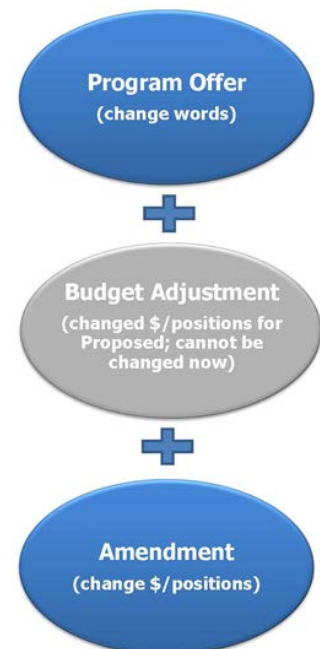 Program Offer
(change words)
Budget Adjustment
(changed $/positions for
Proposed; cannot be
changed now)
Amendment
(change $/positions)